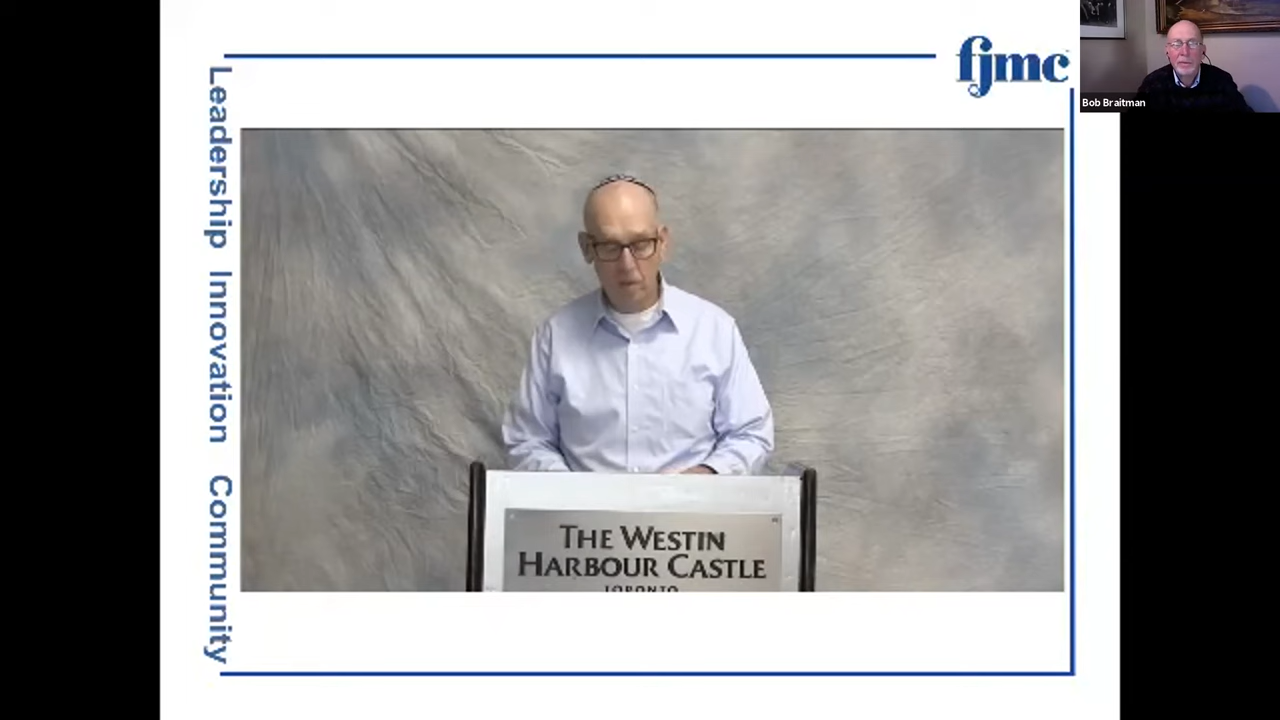 fjmc
Bob Braitman
Leadership Innovation Community
THE WESTIN
HARBOUR CASTLE
TORONTO